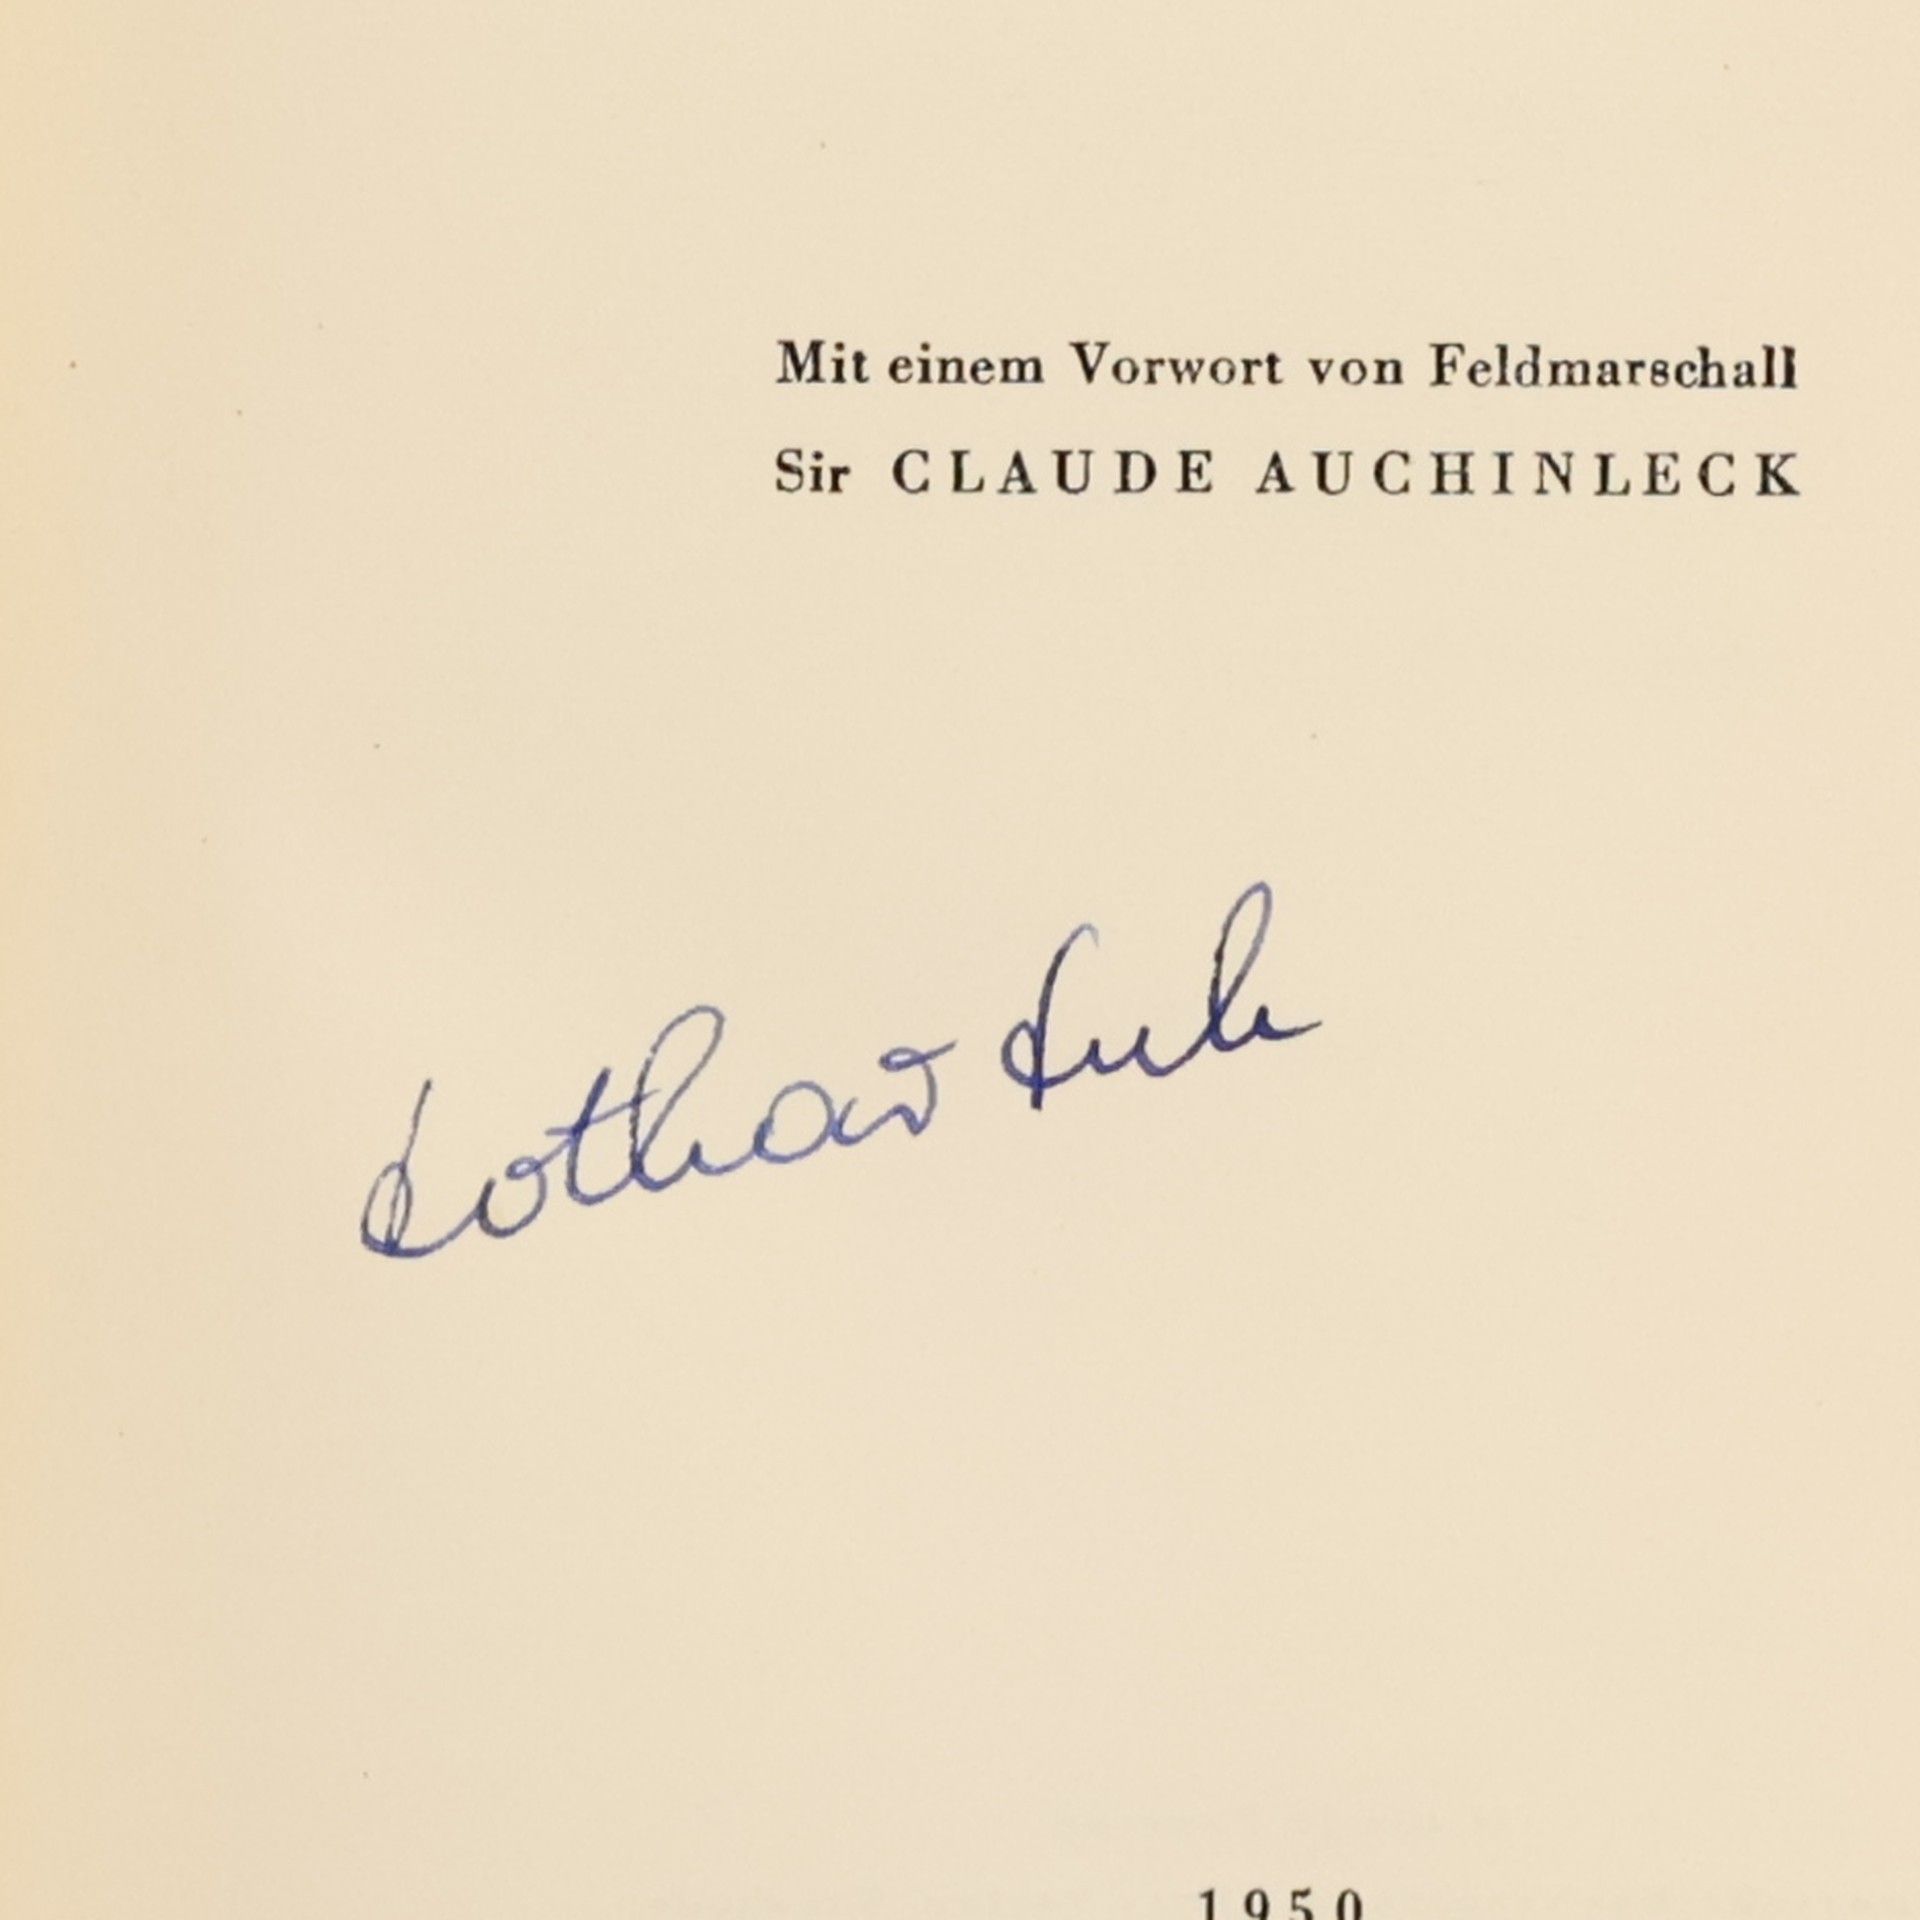 Mit einem Vorwort von Feldmarschall
Sir CLAUDE AUCHINLECK
Lothar
1950